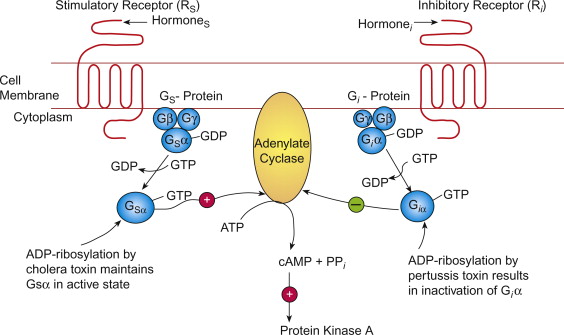 Stimulatory Receptor (RS)
Inhibitory Receptor (Ri)
HormoneS
Hormonei
Cell
Membrane
Cytoplasm
GS- Protein
Gi - Protein
Gβ
Gγ
GSα
GDP
Adenylate
Cyclase
Gγ
Gβ
Giα
GDP
GDP
GTP
GTP
GDP
GSα
GTP
+
ATP
−
Giα
GTP
ADP-ribosylation by
cholera toxin maintains
Gsα in active state
cAMP + PPi
ADP-ribosylation by
pertussis toxin results
in inactivation of Giα
+
Protein Kinase A